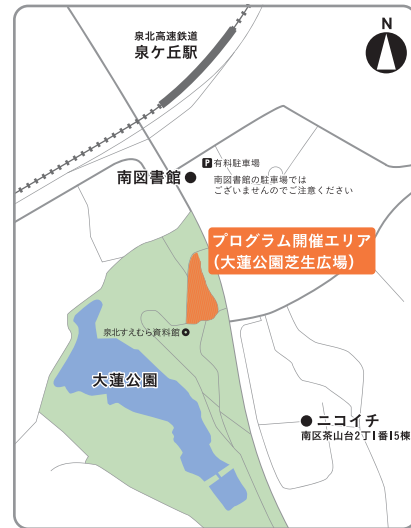 N
泉北高速鉄道
泉ケ丘駅
P有料駐車場
南図書館
南図書館の駐車場では
ございませんのでご注意ください
プログラム開催エリア
(大蓮公園芝生広場)
泉北すえむら資料館
大蓮公園
ニコイチ
南区茶山台2丁1番15棟